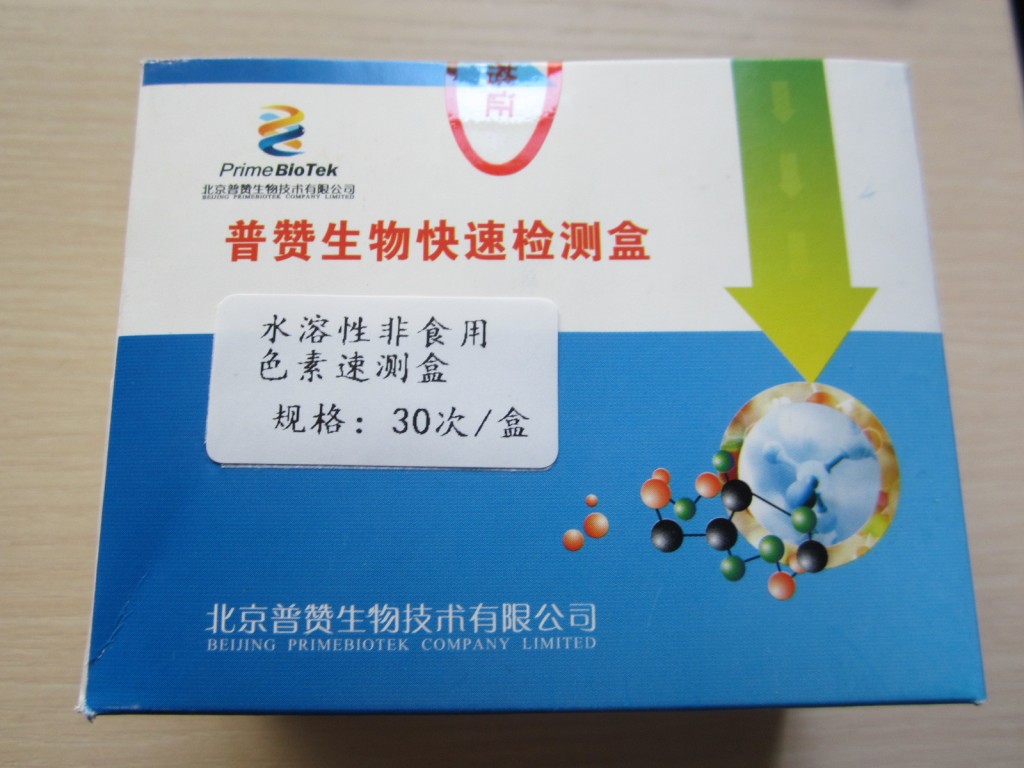 PrimeBioTek
北京普赞生物技术有限公司
BEIJING PRIMEBIOTEK COMPANY LIMITED
普赞生物快速检测盒
水溶性非食用
色素速测盒
规格：30次/盒
北京普赞生物技术有限公司
BEIJING PRIMEBIOTEK COMPANY LIMITED